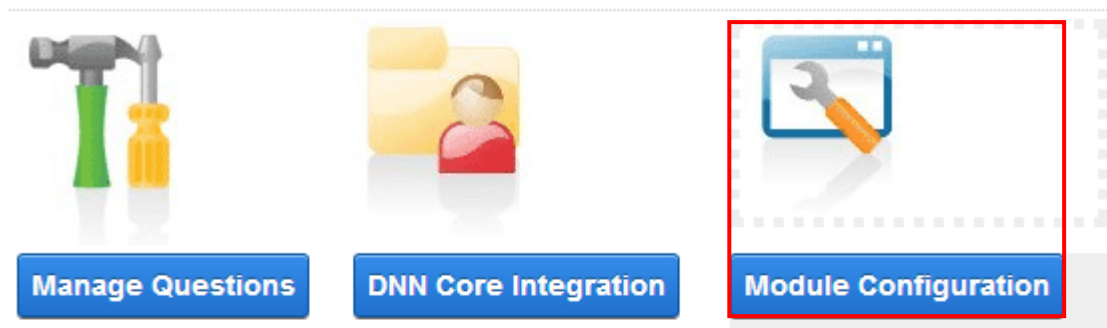 Manage Questions
DNN Core Integration
Module Configuration